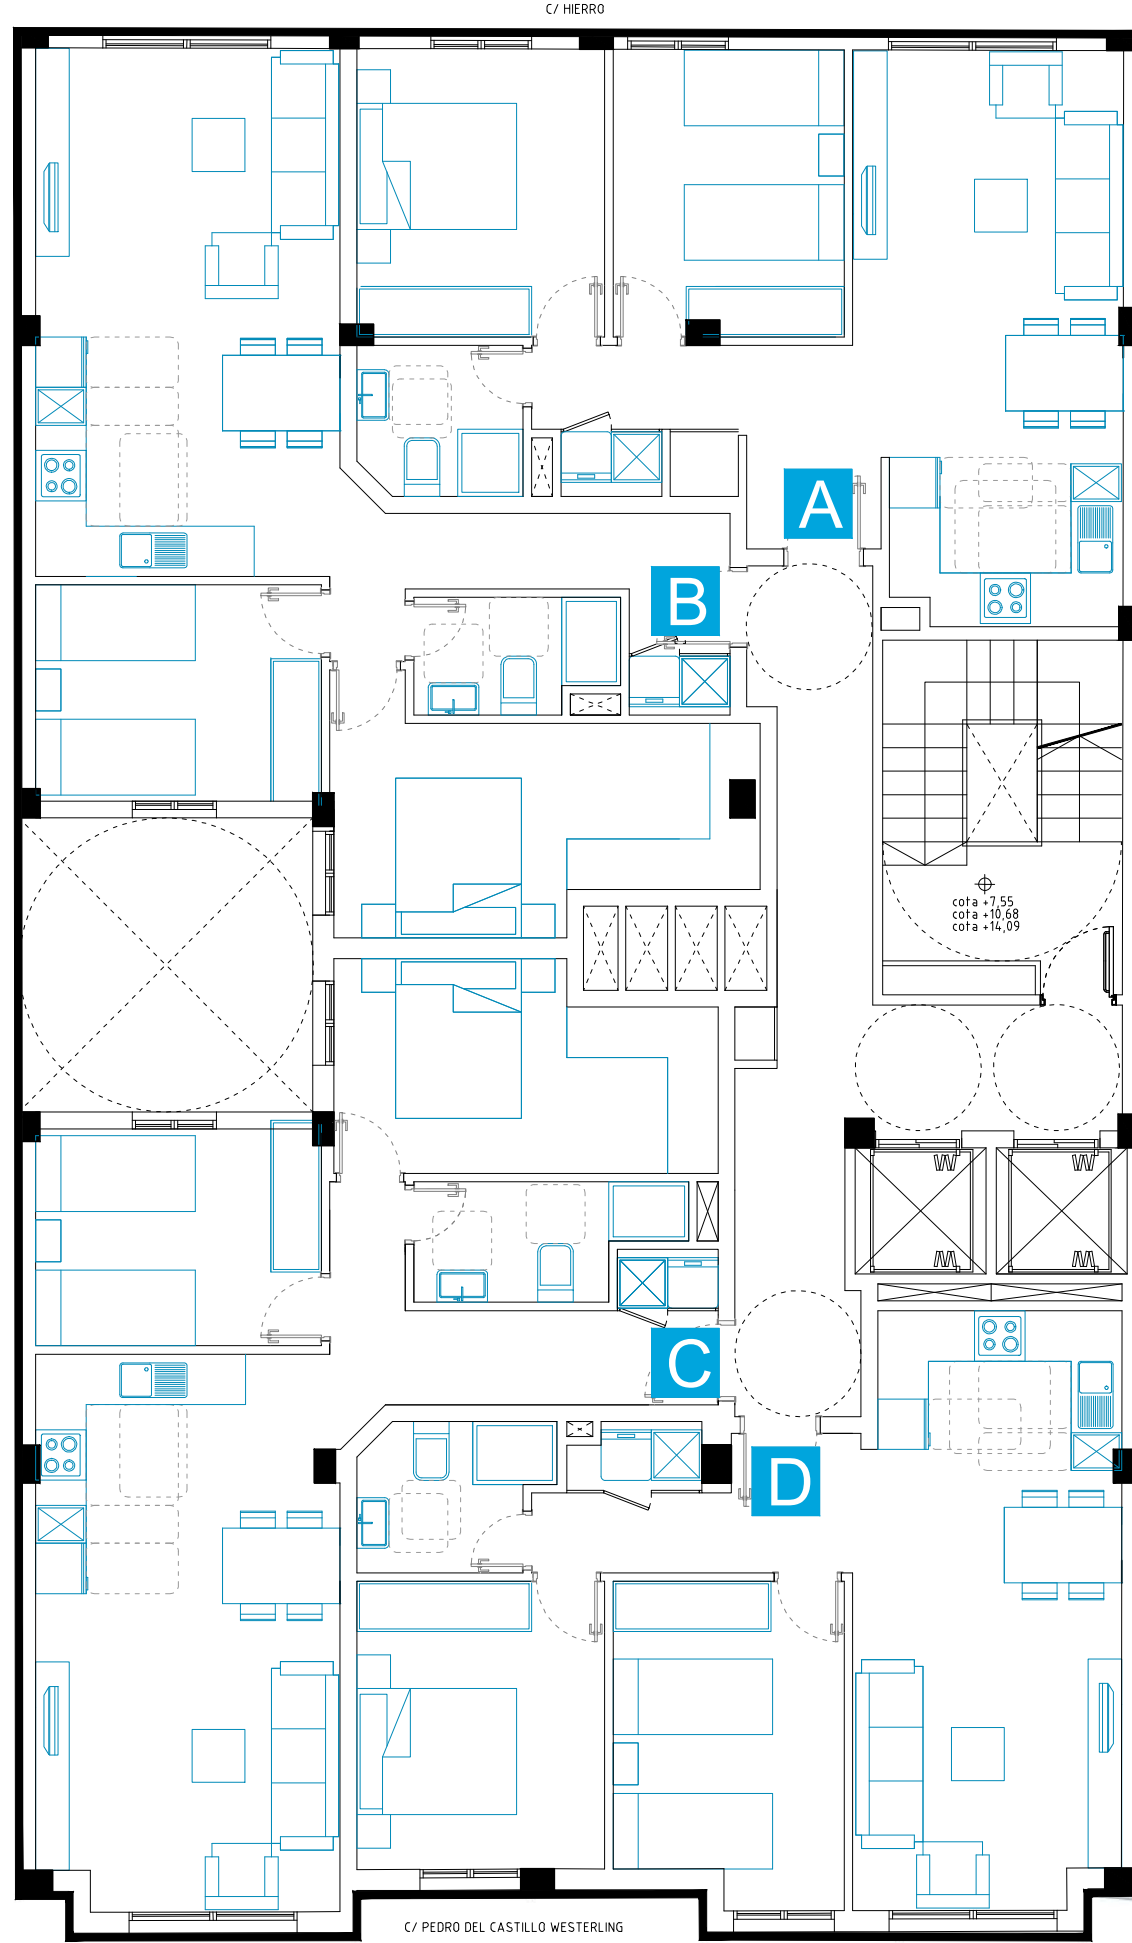 C/ HIERRO
A
B
cota +7,55
cota +10,68
cota +14,09
C
D
C/ PEDRO DEL CASTILLO WESTERLING